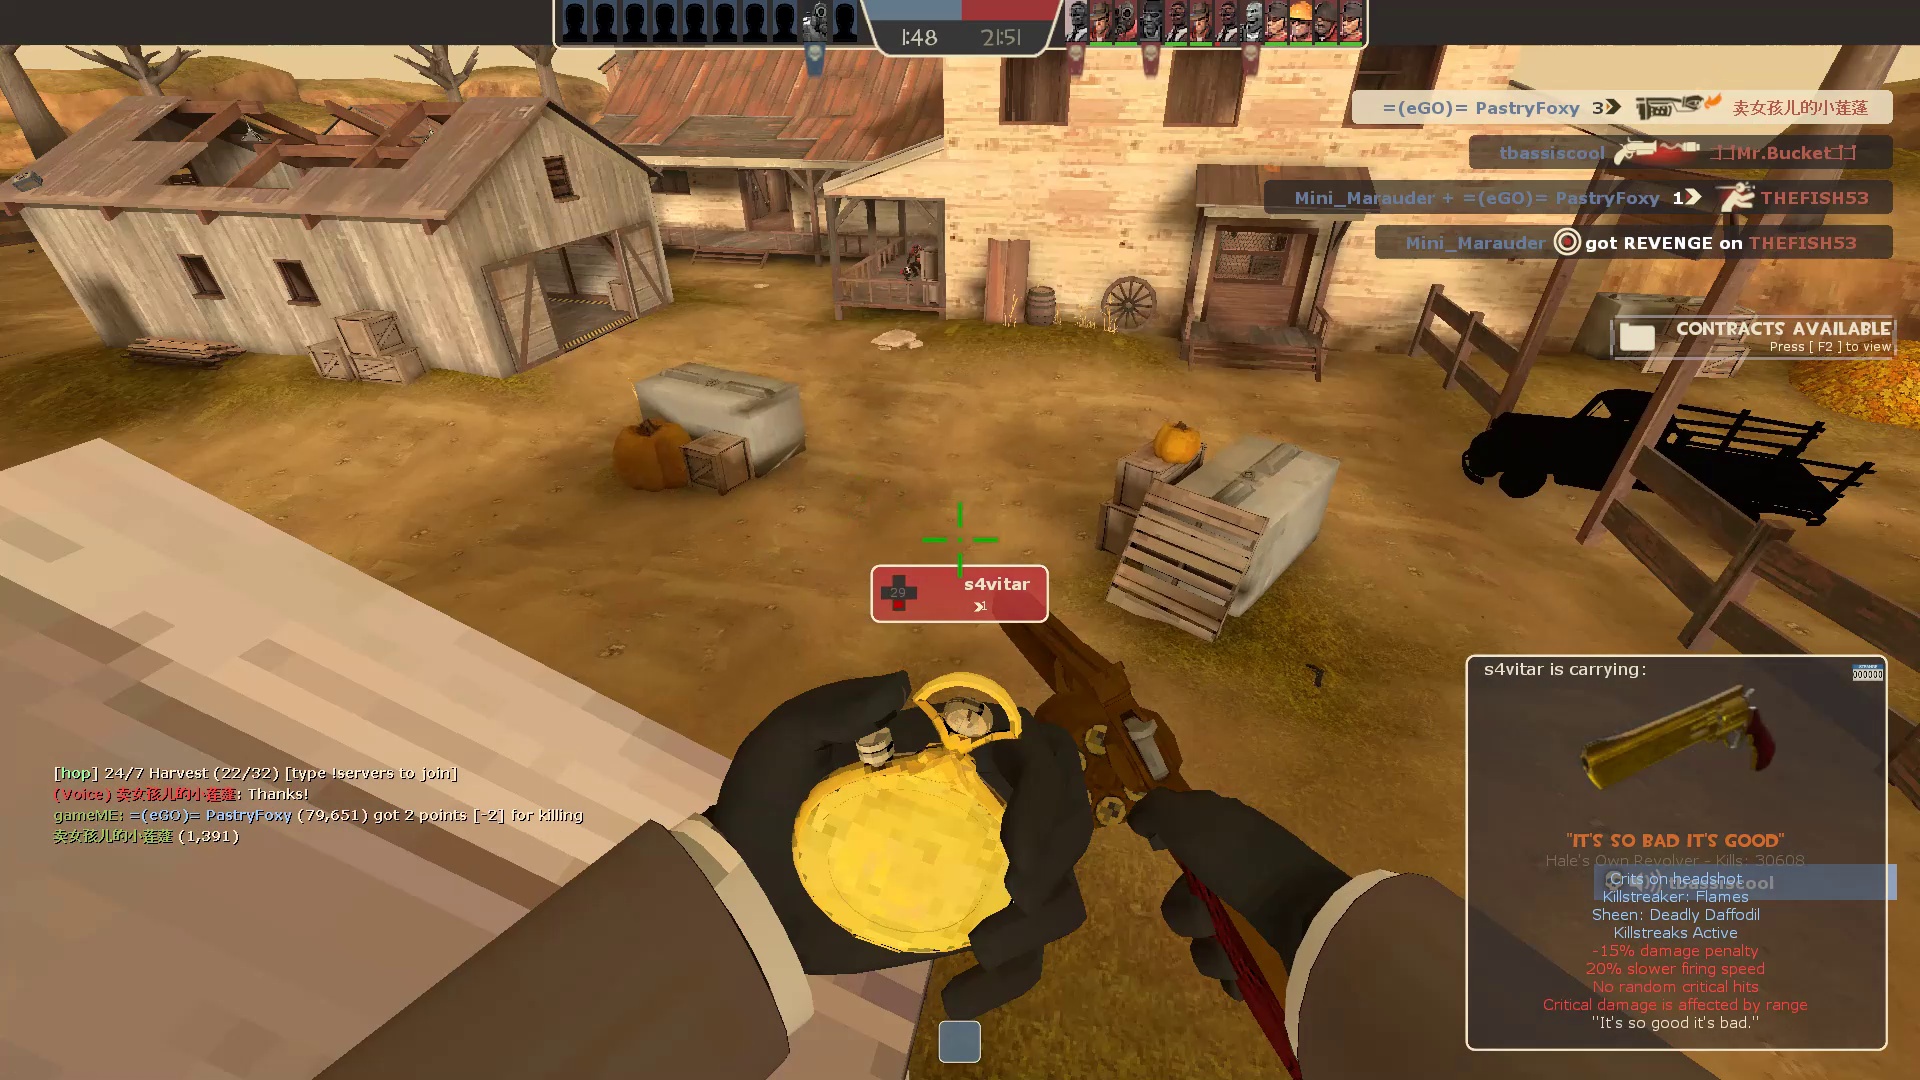 1:48
21:51
=(eGO)= PastryFoxy 3 卖女孩儿的小莲蓬
tbassiscool □□Mr.Bucket□□
Mini_Marauder + =(eGO)= PastryFoxy 1 THEFISH53
Mini_Marauder got REVENGE on THEFISH53
CONTRACTS AVAILABLE
Press [ F2 ] to view
29
s4vitar
1
s4vitar is carrying:
STRANGE
000000
"IT'S SO BAD IT'S GOOD"
Hale's Own Revolver - Kills: 30608
Crits on headshot
tbassiscool
Killstreaker: Flames
Sheen: Deadly Daffodil
Killstreaks Active
-15% damage penalty
20% slower firing speed
No random critical hits
Critical damage is affected by range
"It's so good it's bad."
[hop] 24/7 Harvest (22/32) [type !servers to join]
(Voice) 卖女孩儿的小莲蓬: Thanks!
gameME: =(eGO)= PastryFoxy (79,651) got 2 points [-2] for killing
卖女孩儿的小莲蓬 (1,391)